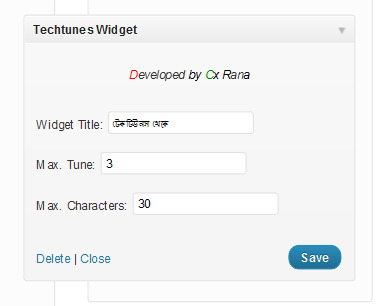 Techtunes Widget
Developed by Cx Rana
Widget Title: টেকটিউনস থেকে
Max. Tune: 3
Max. Characters: 30
Delete | Close Save